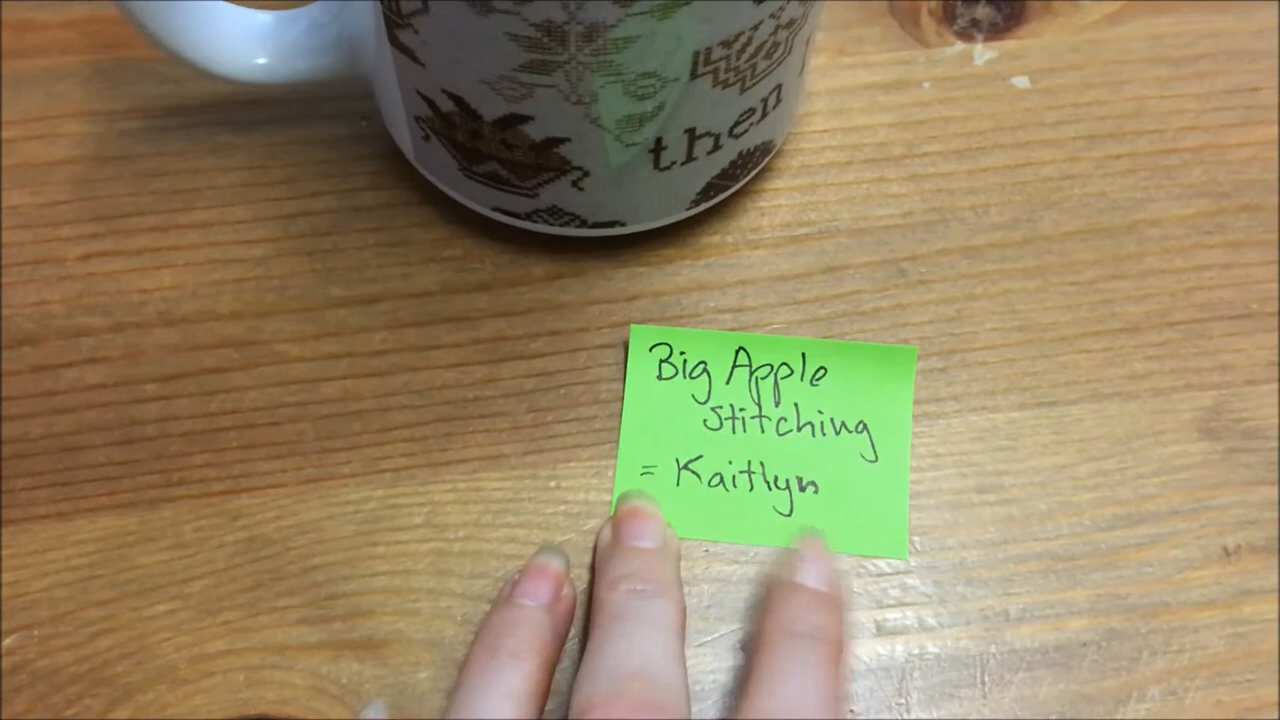 then
Big Apple
Stitching
= Kaitlyn